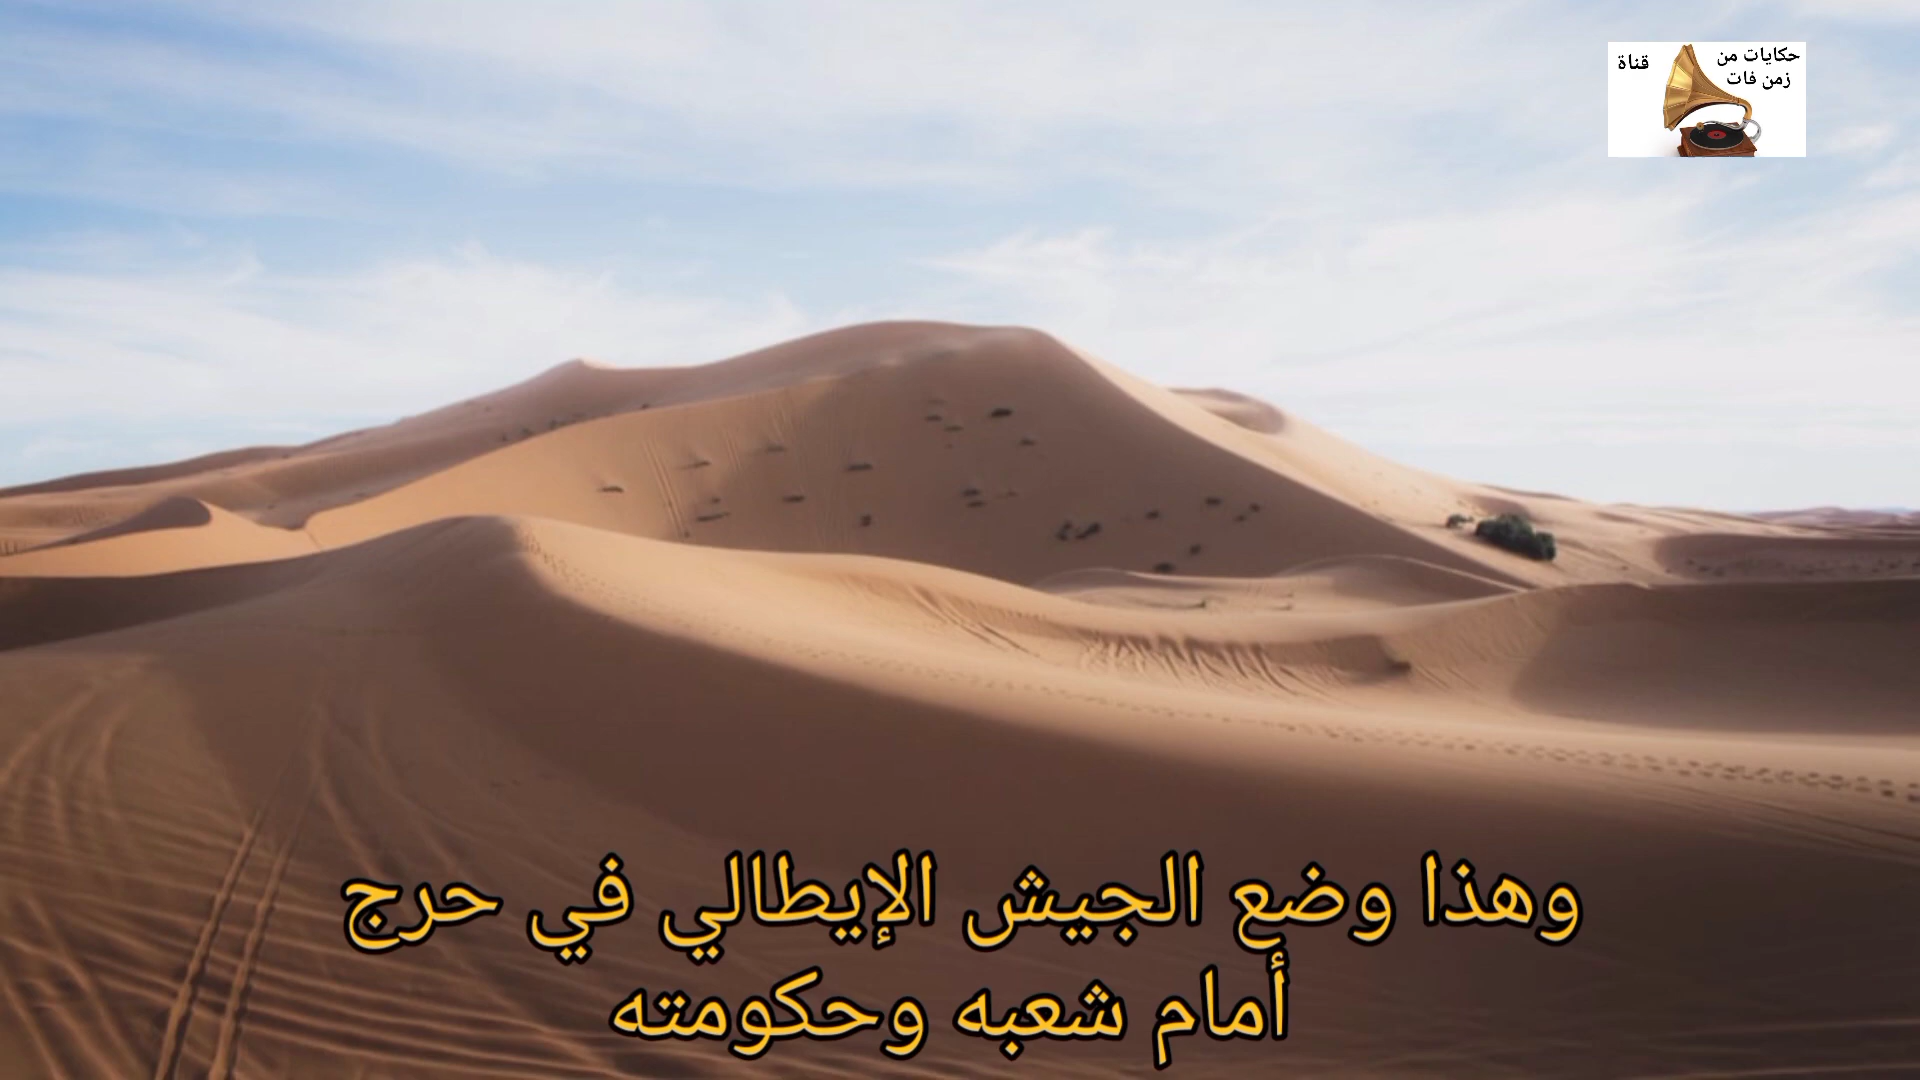 قناة
حكايات من
زمن فات
وهذا وضع الجيش الإيطالي في حرج
أمام شعبه وحكومته